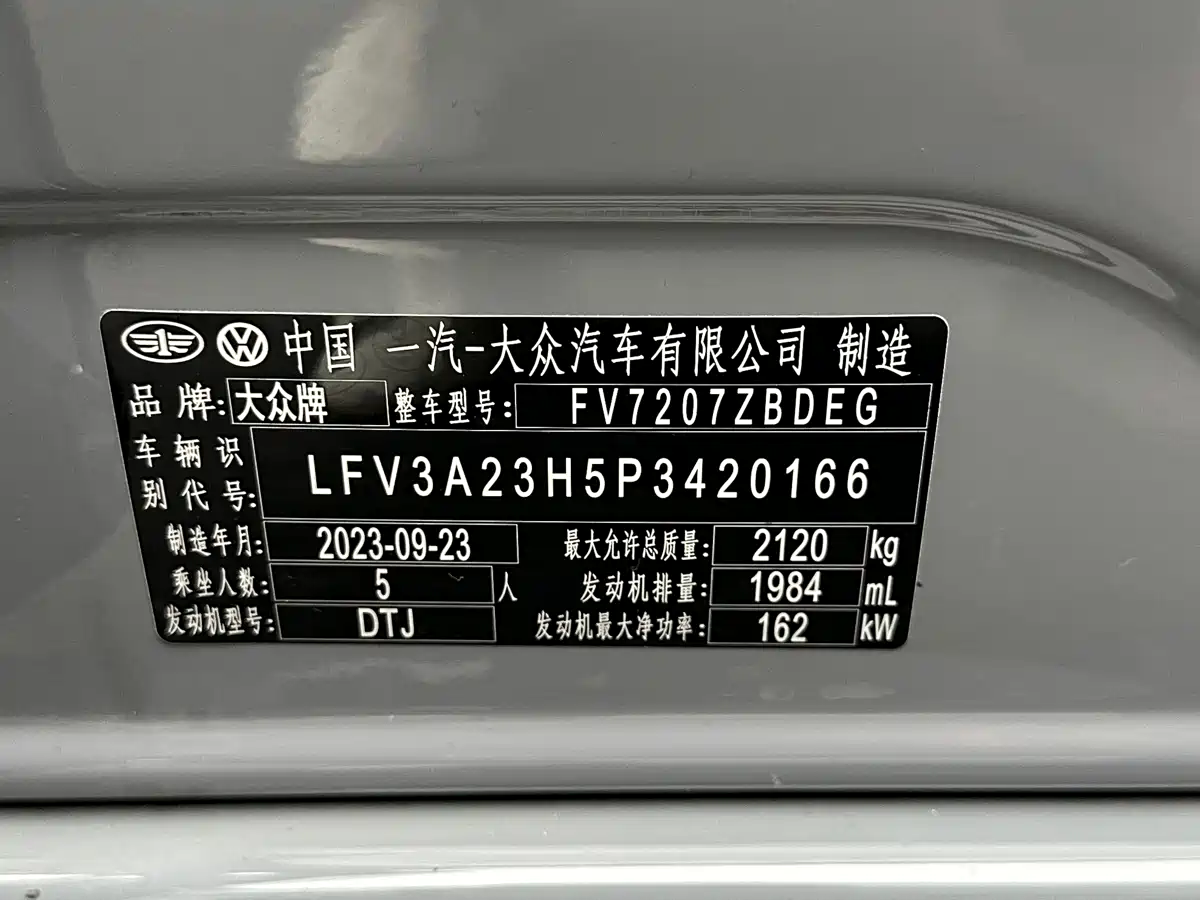 中国 一汽-大众汽车有限公司 制造
品 牌: 大众牌 整车型号: FV7207ZBDEG
车辆识别代号: LFV3A23H5P3420166
制造年月: 2023-09-23 最大允许总质量: 2120 kg
乘坐人数: 5 人 发动机排量: 1984 mL
发动机型号: DTJ 发动机最大净功率: 162 kW